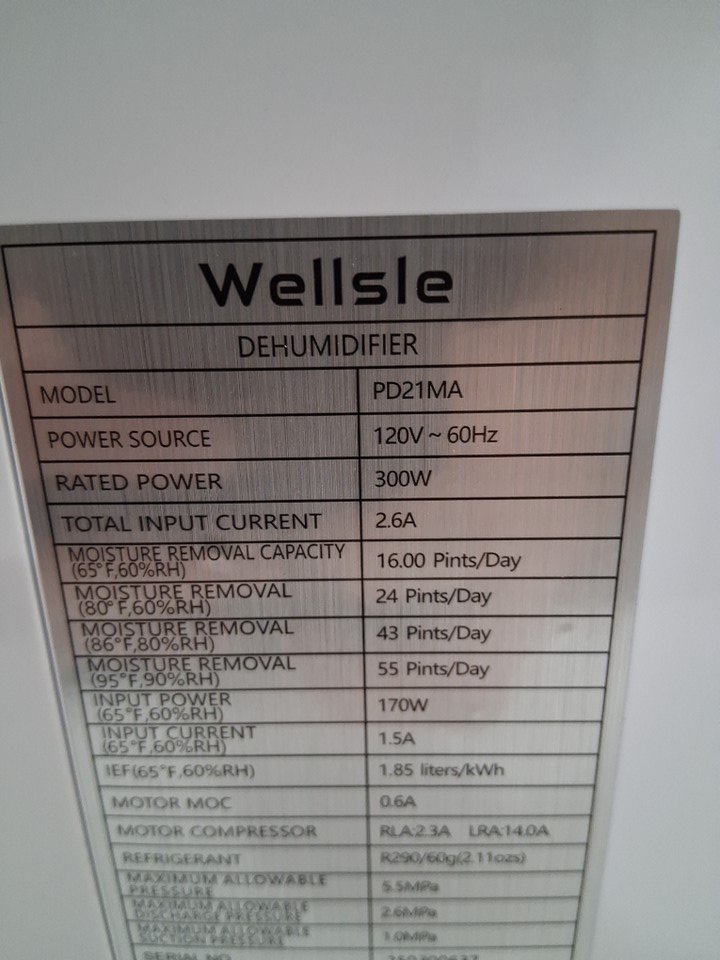 Wellsle
DEHUMIDIFIER
MODEL PD21MA
POWER SOURCE 120V ~ 60Hz
RATED POWER 300W
TOTAL INPUT CURRENT 2.6A
MOISTURE REMOVAL CAPACITY
(65°F,60%RH) 16.00 Pints/Day
MOISTURE REMOVAL
(80°F,60%RH) 24 Pints/Day
MOISTURE REMOVAL
(86°F,80%RH) 43 Pints/Day
MOISTURE REMOVAL
(95°F,90%RH) 55 Pints/Day
INPUT POWER
(65°F,60%RH) 170W
INPUT CURRENT
(65°F,60%RH) 1.5A
IEF(65°F,60%RH) 1.85 liters/kWh
MOTOR MOC 0.6A
MOTOR COMPRESSOR RLA:2.3A LRA:14.0A
REFRIGERANT R290/60g(2.11ozs)
MAXIMUM ALLOWABLE
PRESSURE 5.5MPa
MAXIMUM ALLOWABLE
DISCHARGE PRESSURE 2.6MPa
MAXIMUM ALLOWABLE
SUCTION PRESSURE 1.0MPa
SERIAL NO